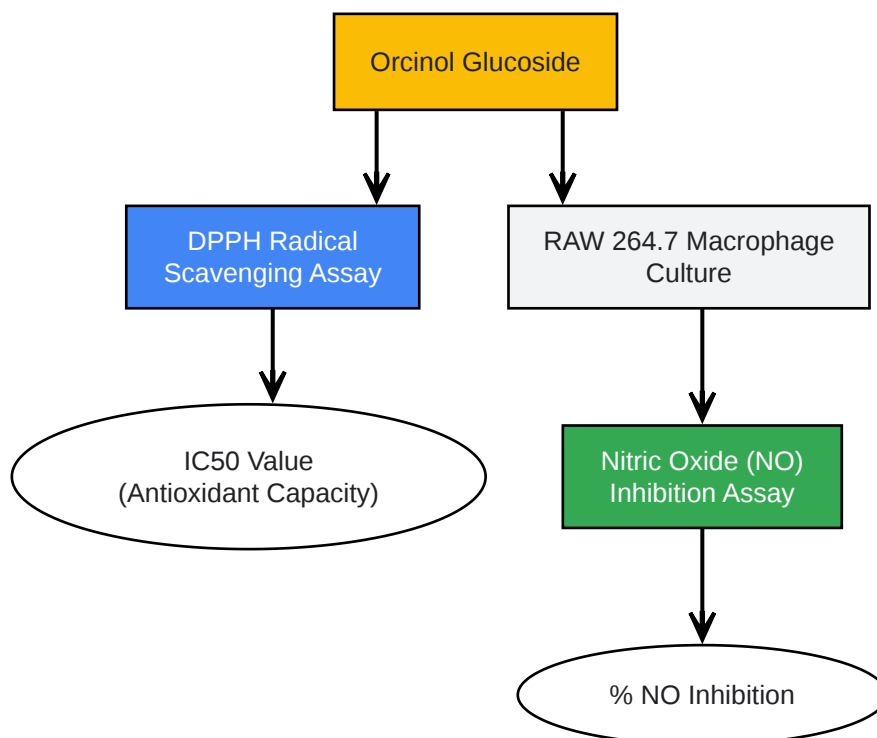 Orcinol Glucoside
DPPH Radical
Scavenging Assay
RAW 264.7 Macrophage
Culture
IC50 Value
(Antioxidant Capacity)
Nitric Oxide (NO)
Inhibition Assay
% NO Inhibition